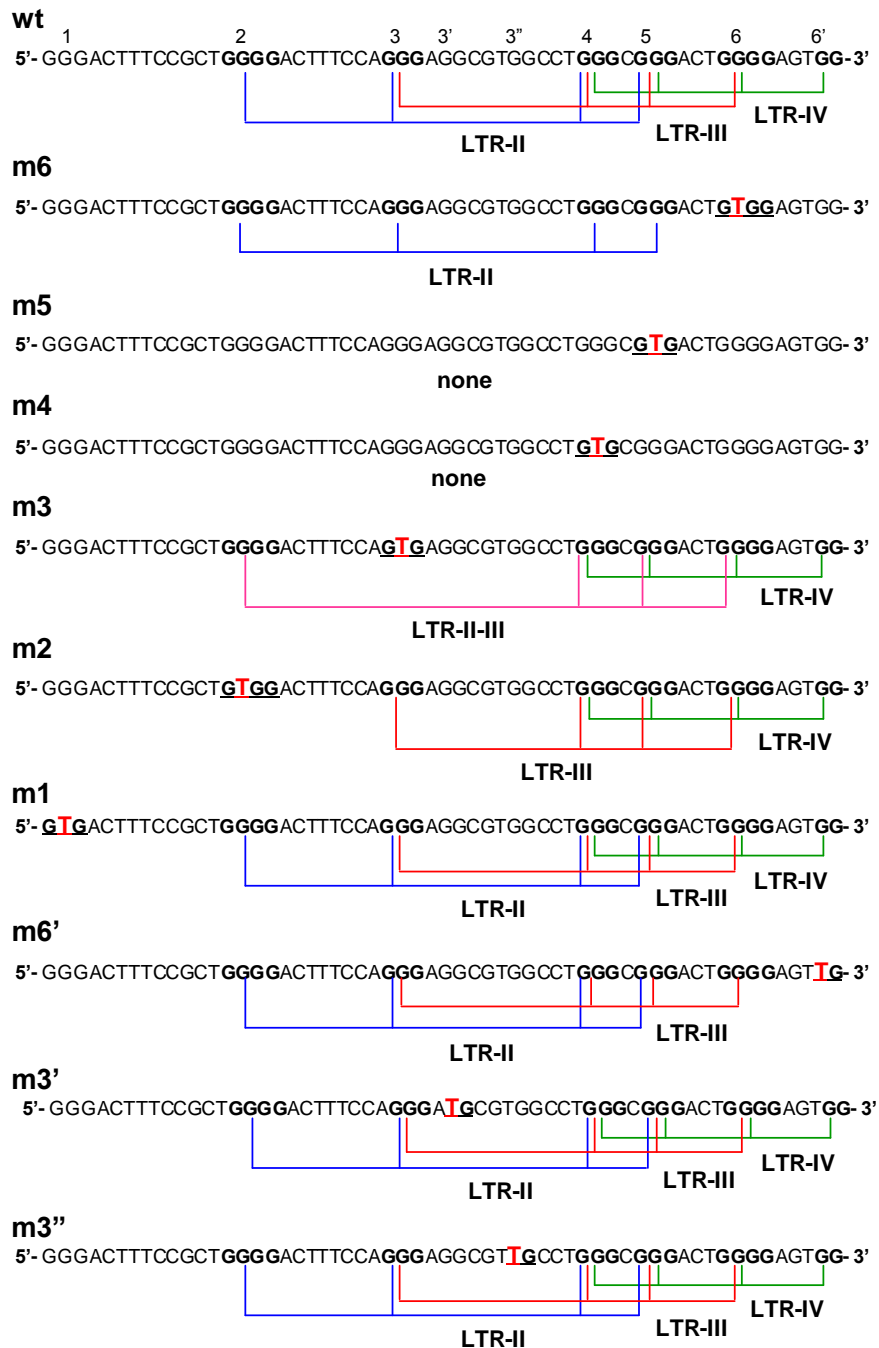 wt
1 2 3 3' 3" 4 5 6 6'
5'- GGGACTTTCCGCTGGGGACTTTCCAGGGAGGCGTGGCCTGGGCGGGACTGGGGAGTGG- 3'
LTR-IV
LTR-II LTR-III
m6
5'- GGGACTTTCCGCTGGGGACTTTCCAGGGAGGCGTGGCCTGGGCGGGACTGTGGAGTGG- 3'
LTR-II
m5
5'- GGGACTTTCCGCTGGGGACTTTCCAGGGAGGCGTGGCCTGGGCGTGACTGGGGAGTGG- 3'
none
m4
5'- GGGACTTTCCGCTGGGGACTTTCCAGGGAGGCGTGGCCTGTGCGGGACTGGGGAGTGG- 3'
none
m3
5'- GGGACTTTCCGCTGGGGACTTTCCAGTGAGGCGTGGCCTGGGCGGGACTGGGGAGTGG- 3'
LTR-IV
LTR-II-III
m2
5'- GGGACTTTCCGCTGTGGACTTTCCAGGGAGGCGTGGCCTGGGCGGGACTGGGGAGTGG- 3'
LTR-IV
LTR-III
m1
5'- GTGACTTTCCGCTGGGGACTTTCCAGGGAGGCGTGGCCTGGGCGGGACTGGGGAGTGG- 3'
LTR-IV
LTR-II LTR-III
m6'
5'- GGGACTTTCCGCTGGGGACTTTCCAGGGAGGCGTGGCCTGGGCGGGACTGGGGAGTTG- 3'
LTR-II LTR-III
m3'
5'- GGGACTTTCCGCTGGGGACTTTCCAGGGATGCGTGGCCTGGGCGGGACTGGGGAGTGG- 3'
LTR-IV
LTR-II LTR-III
m3"
5'- GGGACTTTCCGCTGGGGACTTTCCAGGGAGGCGTTGCCTGGGCGGGACTGGGGAGTGG- 3'
LTR-IV
LTR-II LTR-III